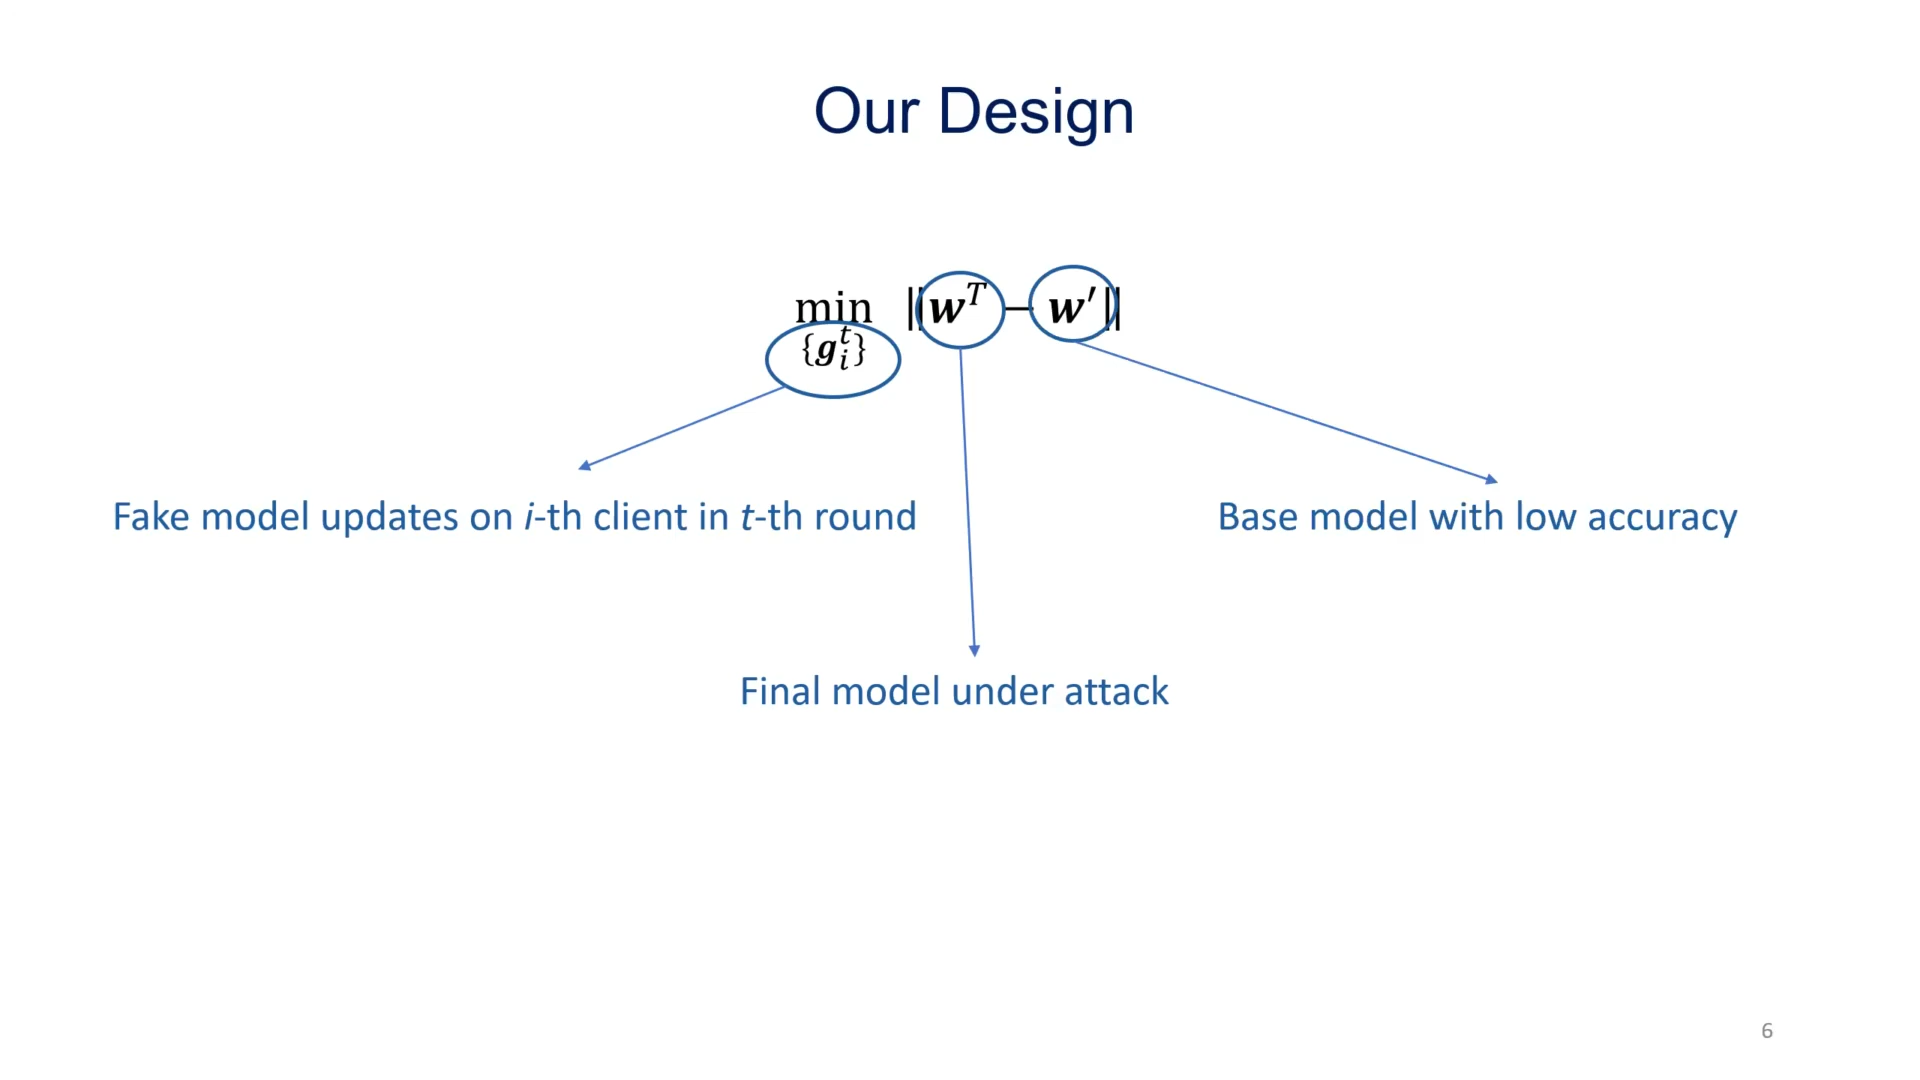 Our Design
min ‖w^T − w′‖
{g_i^t}
Fake model updates on i-th client in t-th round
Base model with low accuracy
Final model under attack
6